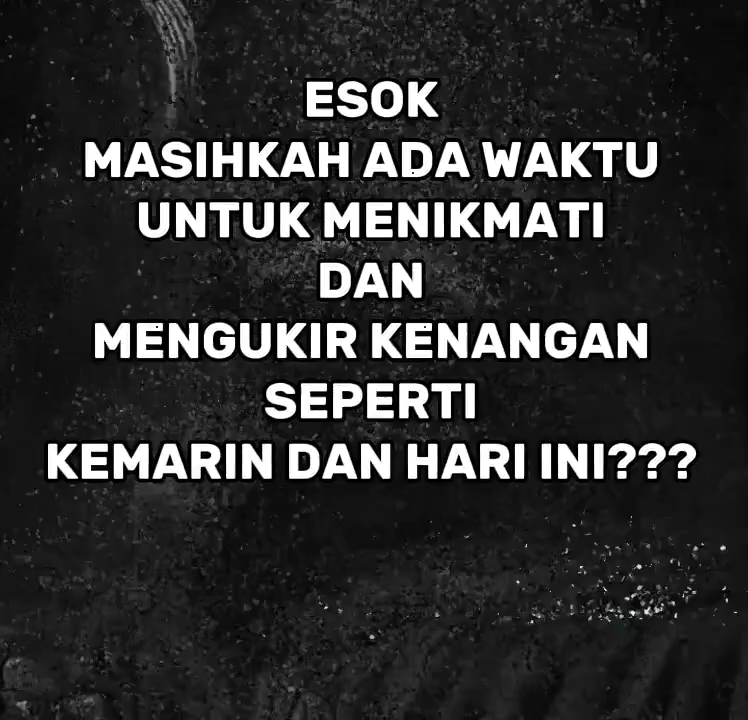 ESOK
MASIHKAH ADA WAKTU
UNTUK MENIKMATI
DAN
MENGUKIR KENANGAN
SEPERTI
KEMARIN DAN HARI INI???